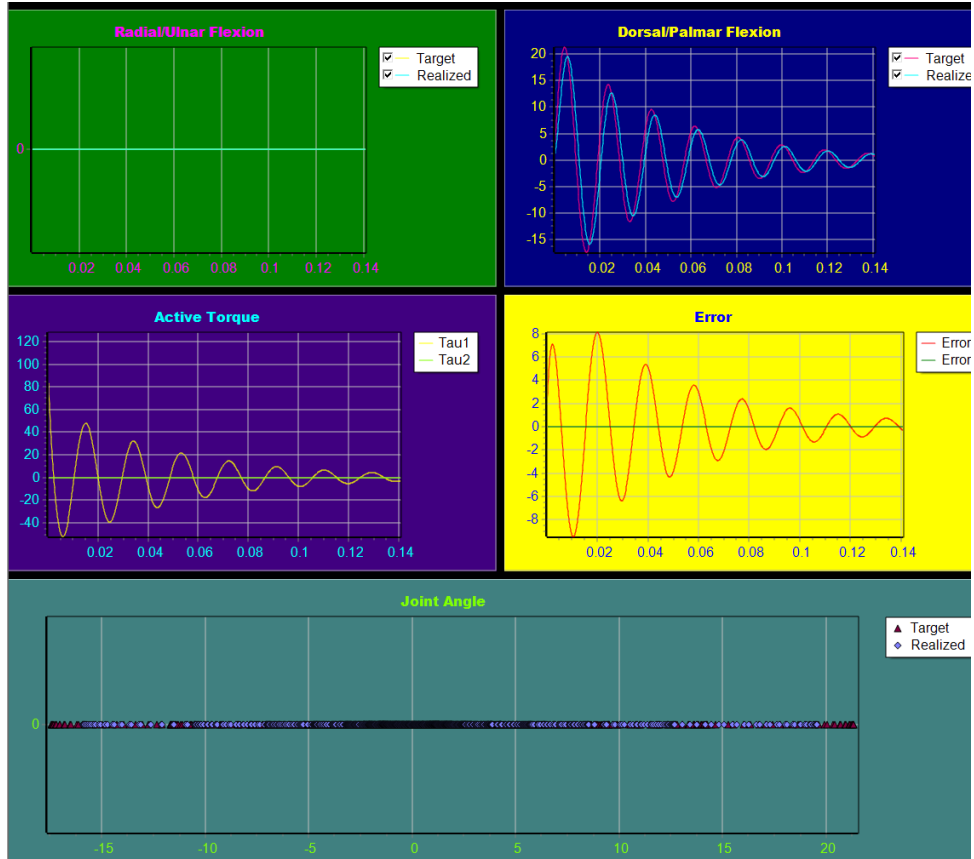 Radial/Ulnar Flexion
Target
Realized
0
0.02 0.04 0.06 0.08 0.1 0.12 0.14
Dorsal/Palmar Flexion
Target
Realize
20
15
10
5
0
-5
-10
-15
0.02 0.04 0.06 0.08 0.1 0.12 0.14
Active Torque
Tau1
Tau2
120
100
80
60
40
20
0
-20
-40
0.02 0.04 0.06 0.08 0.1 0.12 0.14
Error
Error
Error
8
6
4
2
0
-2
-4
-6
-8
0.02 0.04 0.06 0.08 0.1 0.12 0.14
Joint Angle
Target
Realized
0
-15 -10 -5 0 5 10 15 20